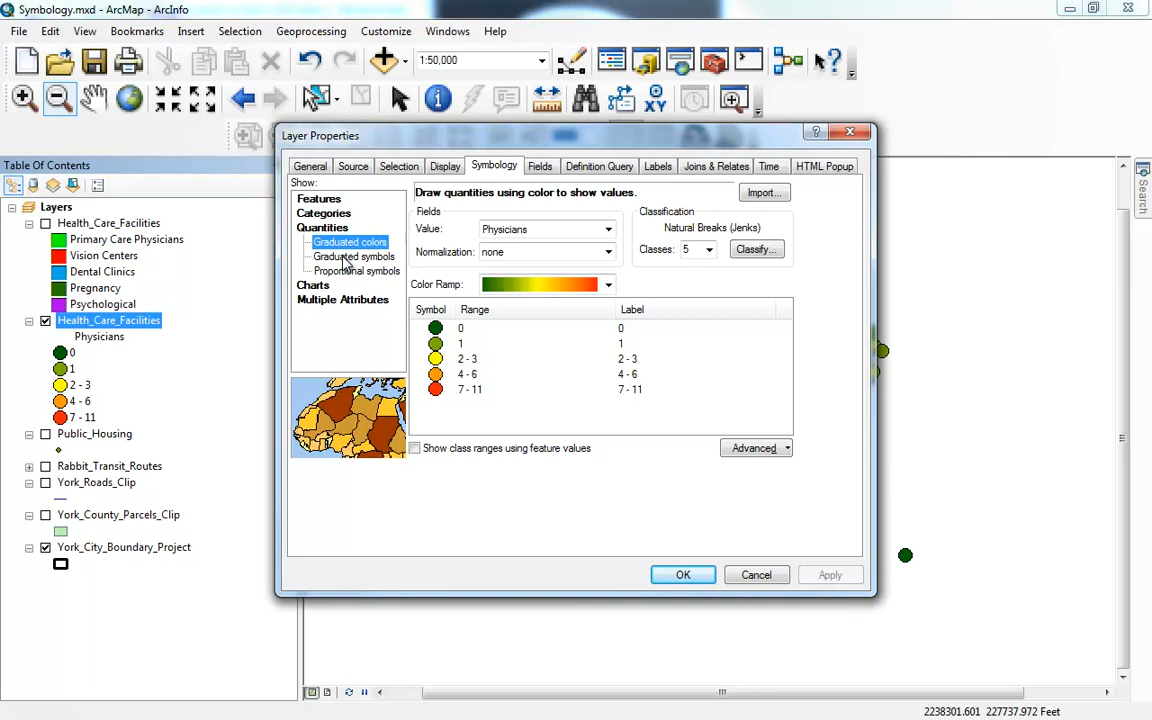 Symbology.mxd - ArcMap - ArcInfo
File Edit View Bookmarks Insert Selection Geoprocessing Customize Windows Help
1:50,000
Table Of Contents
Layers
Health_Care_Facilities
Primary Care Physicians
Vision Centers
Dental Clinics
Pregnancy
Psychological
Health_Care_Facilities
Physicians
0
1
2 - 3
4 - 6
7 - 11
Public_Housing
Rabbit_Transit_Routes
York_Roads_Clip
York_County_Parcels_Clip
York_City_Boundary_Project
Layer Properties
General Source Selection Display Symbology Fields Definition Query Labels Joins & Relates Time HTML Popup
Show:
Features
Categories
Quantities
Graduated colors
Graduated symbols
Proportional symbols
Charts
Multiple Attributes
Draw quantities using color to show values.
Import...
Fields
Value: Physicians
Normalization: none
Classification
Natural Breaks (Jenks)
Classes: 5 Classify...
Color Ramp:
Symbol Range Label
0 0
1 1
2 - 3 2 - 3
4 - 6 4 - 6
7 - 11 7 - 11
Show class ranges using feature values
Advanced
OK Cancel Apply
Search
2238301.601 227737.972 Feet